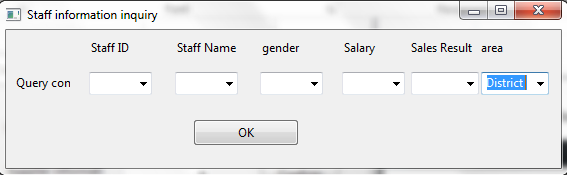 Staff information inquiry
Staff ID Staff Name gender Salary Sales Result area
Query con District
OK